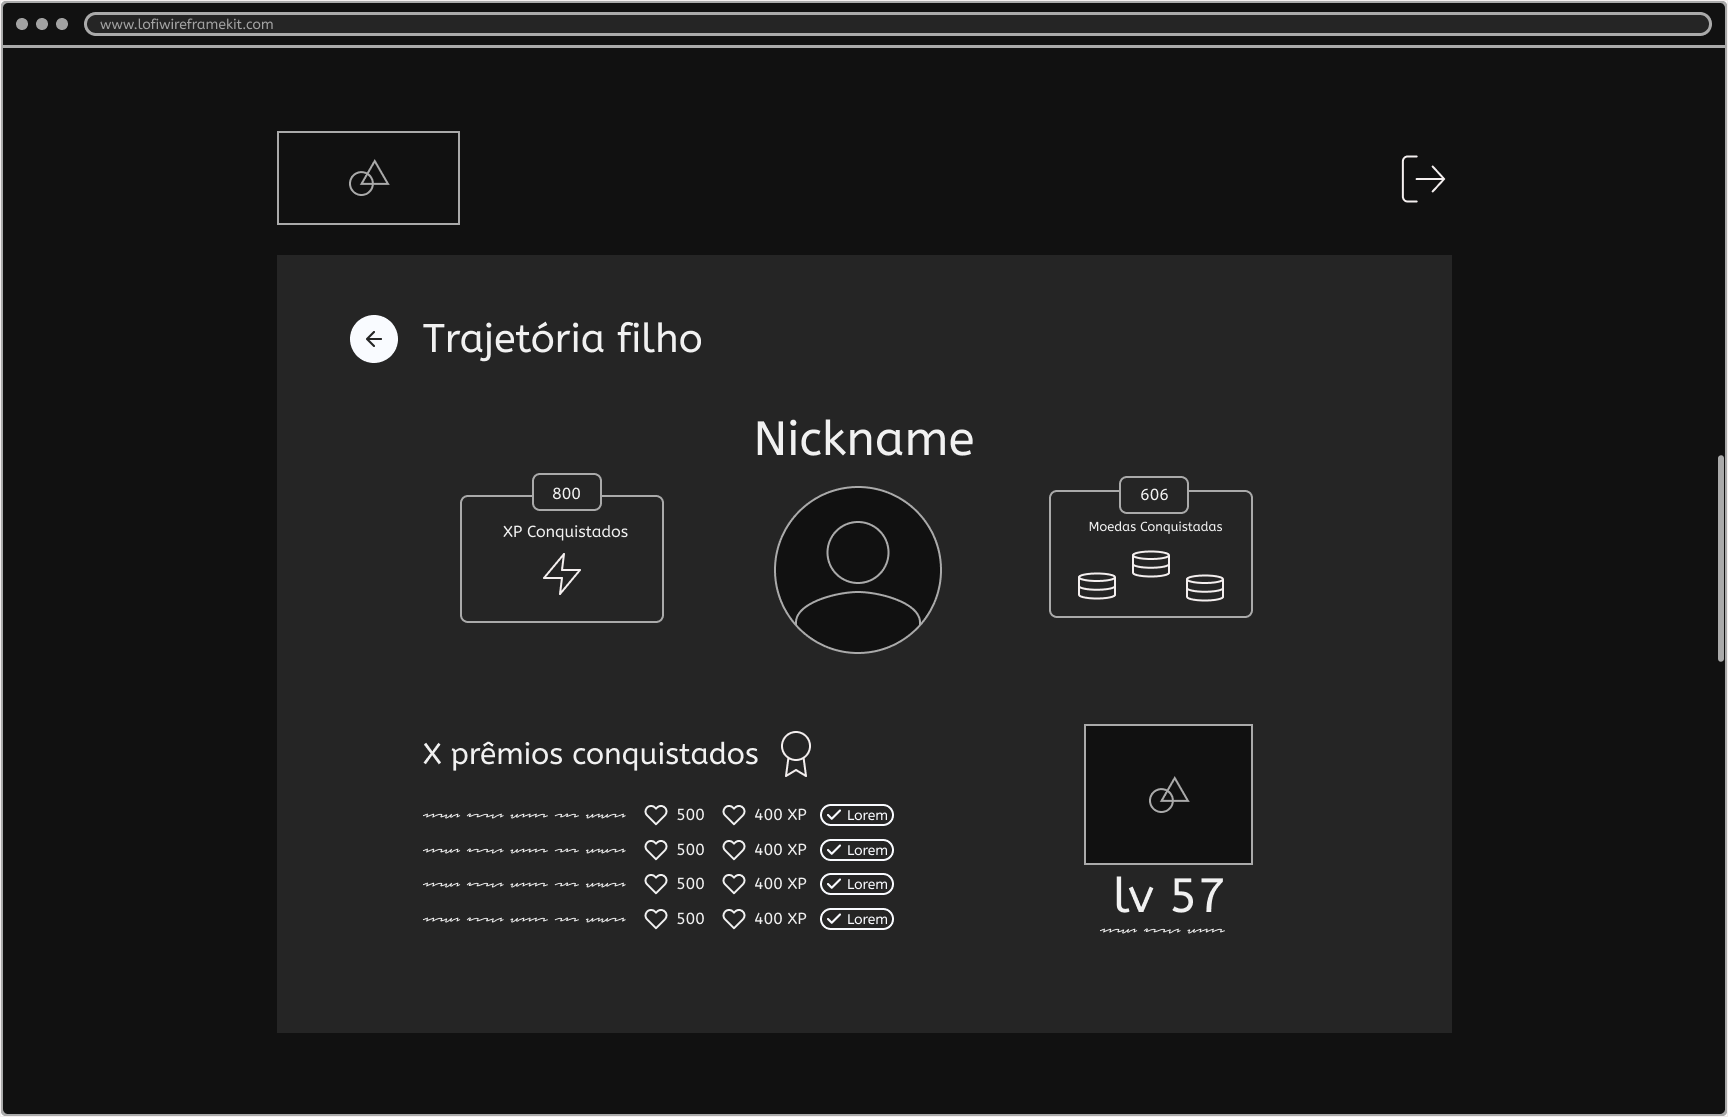 www.lofiwireframekit.com
Trajetória filho
Nickname
800
XP Conquistados
606
Moedas Conquistadas
X prêmios conquistados
500 400 XP Lorem
500 400 XP Lorem
500 400 XP Lorem
500 400 XP Lorem
lv 57